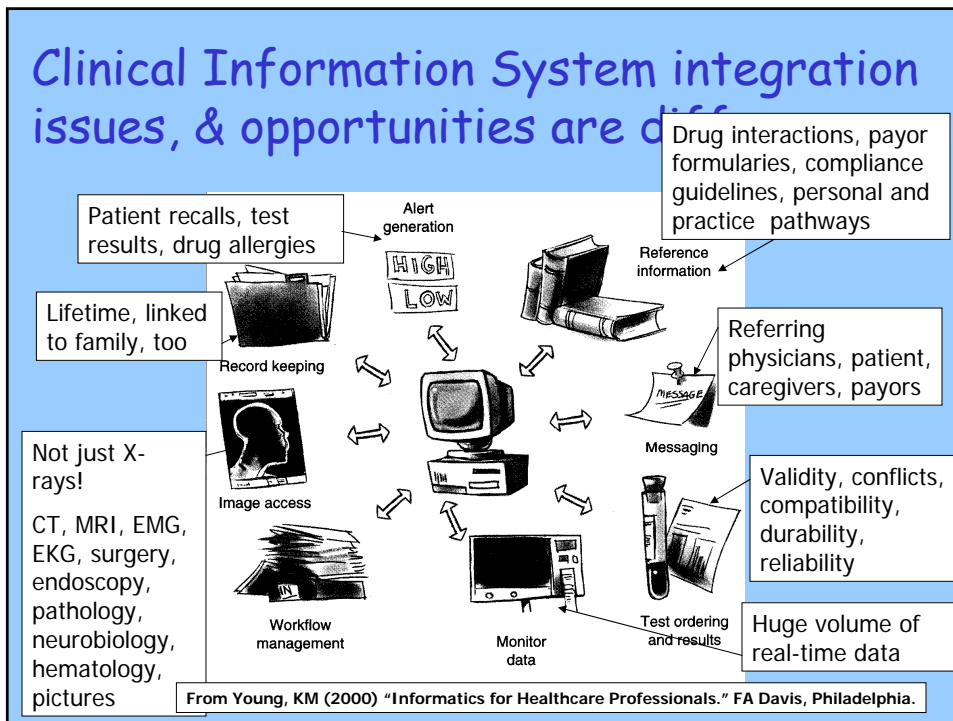 Clinical Information System integration
issues, & opportunities are
Drug interactions, payor
formularies, compliance
guidelines, personal and
practice pathways
Patient recalls, test
results, drug allergies
Alert
generation
HIGH
LOW
Reference
information
Lifetime, linked
to family, too
Record keeping
Referring
physicians, patient,
caregivers, payors
MESSAGE
Messaging
Not just X-
rays!
CT, MRI, EMG,
EKG, surgery,
endoscopy,
pathology,
neurobiology,
hematology,
pictures
Image access
Validity, conflicts,
compatibility,
durability,
reliability
IN
Workflow
management
Monitor
data
Test ordering
and results
Huge volume of
real-time data
From Young, KM (2000) “Informatics for Healthcare Professionals.” FA Davis, Philadelphia.